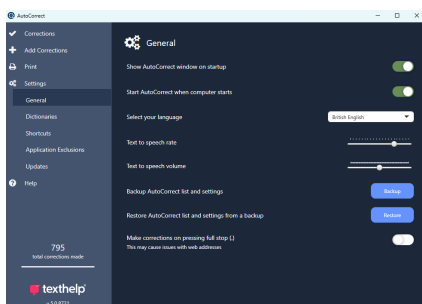 AutoCorrect
Corrections
Add Corrections
Print
Settings
General
Dictionaries
Shortcuts
Application Exclusions
Updates
Help
795
total corrections made
texthelp
v 5.0.8721
General
Show AutoCorrect window on startup
Start AutoCorrect when computer starts
Select your language
British English
Text to speech rate
Text to speech volume
Backup AutoCorrect list and settings
Backup
Restore AutoCorrect list and settings from a backup
Restore
Make corrections on pressing full stop (.)
This may cause issues with web addresses